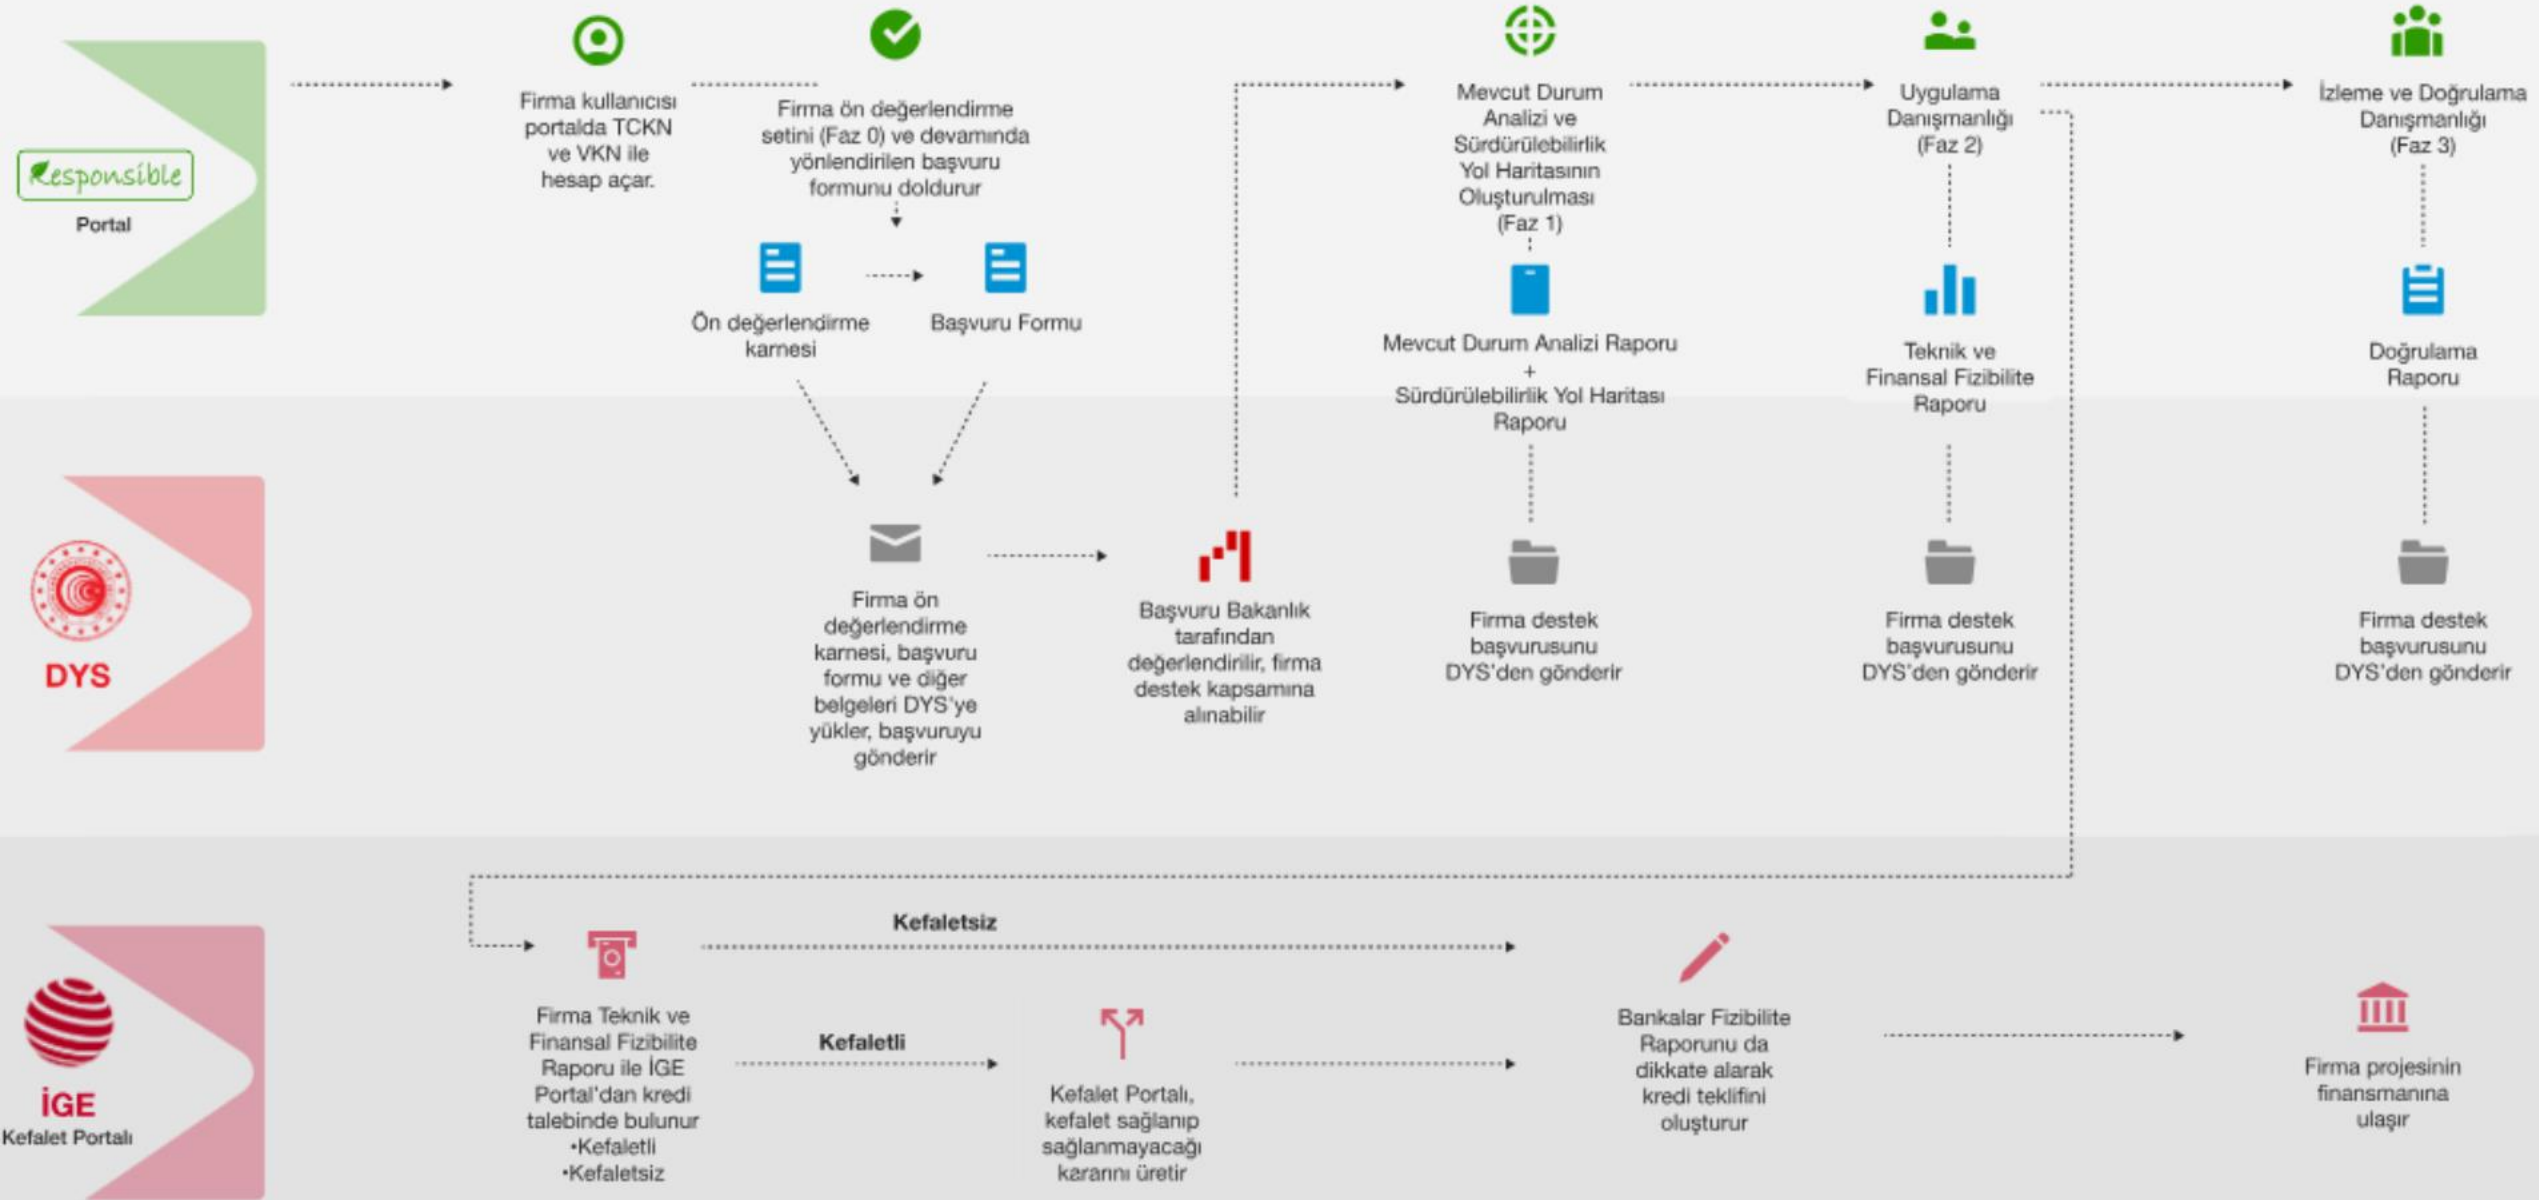 Responsible
Portal
Firma kullanıcısı
portalda TCKN
ve VKN ile
hesap açar.
Firma ön değerlendirme
setini (Faz 0) ve devamında
yönlendirilen başvuru
formunu doldurur
Ön değerlendirme
karnesi
Başvuru Formu
Mevcut Durum
Analizi ve
Sürdürülebilirlik
Yol Haritasının
Oluşturulması
(Faz 1)
Mevcut Durum Analizi Raporu
+
Sürdürülebilirlik Yol Haritası
Raporu
Uygulama
Danışmanlığı
(Faz 2)
Teknik ve
Finansal Fizibilite
Raporu
İzleme ve Doğrulama
Danışmanlığı
(Faz 3)
Doğrulama
Raporu
DYS
Firma ön
değerlendirme
karnesi, başvuru
formu ve diğer
belgeleri DYS'ye
yükler, başvuruyu
gönderir
Başvuru Bakanlık
tarafından
değerlendirilir, firma
destek kapsamına
alınabilir
Firma destek
başvurusunu
DYS'den gönderir
Firma destek
başvurusunu
DYS'den gönderir
Firma destek
başvurusunu
DYS'den gönderir
İGE
Kefalet Portalı
Firma Teknik ve
Finansal Fizibilite
Raporu ile İGE
Portal'dan kredi
talebinde bulunur
•Kefaletli
•Kefaletsiz
Kefaletsiz
Kefaletli
Kefalet Portalı,
kefalet sağlanıp
sağlanmayacağı
kararını üretir
Bankalar Fizibilite
Raporunu da
dikkate alarak
kredi teklifini
oluşturur
Firma projesinin
finansmanına
ulaşır